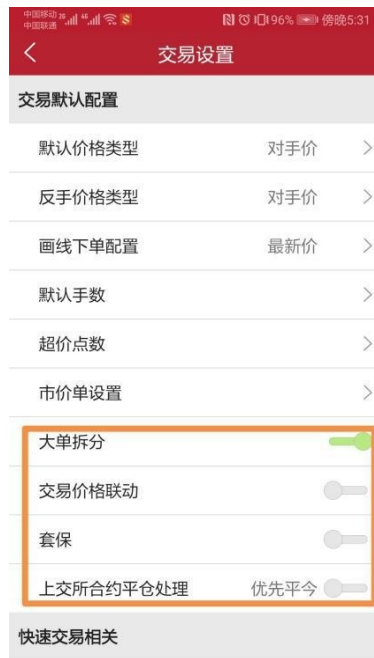 中国移动 2G 4G S 96% 傍晚5:31
中国联通
交易设置
交易默认配置
默认价格类型 对手价
反手价格类型 对手价
画线下单配置 最新价
默认手数
超价点数
市价单设置
大单拆分
交易价格联动
套保
上交所合约平仓处理 优先平今
快速交易相关